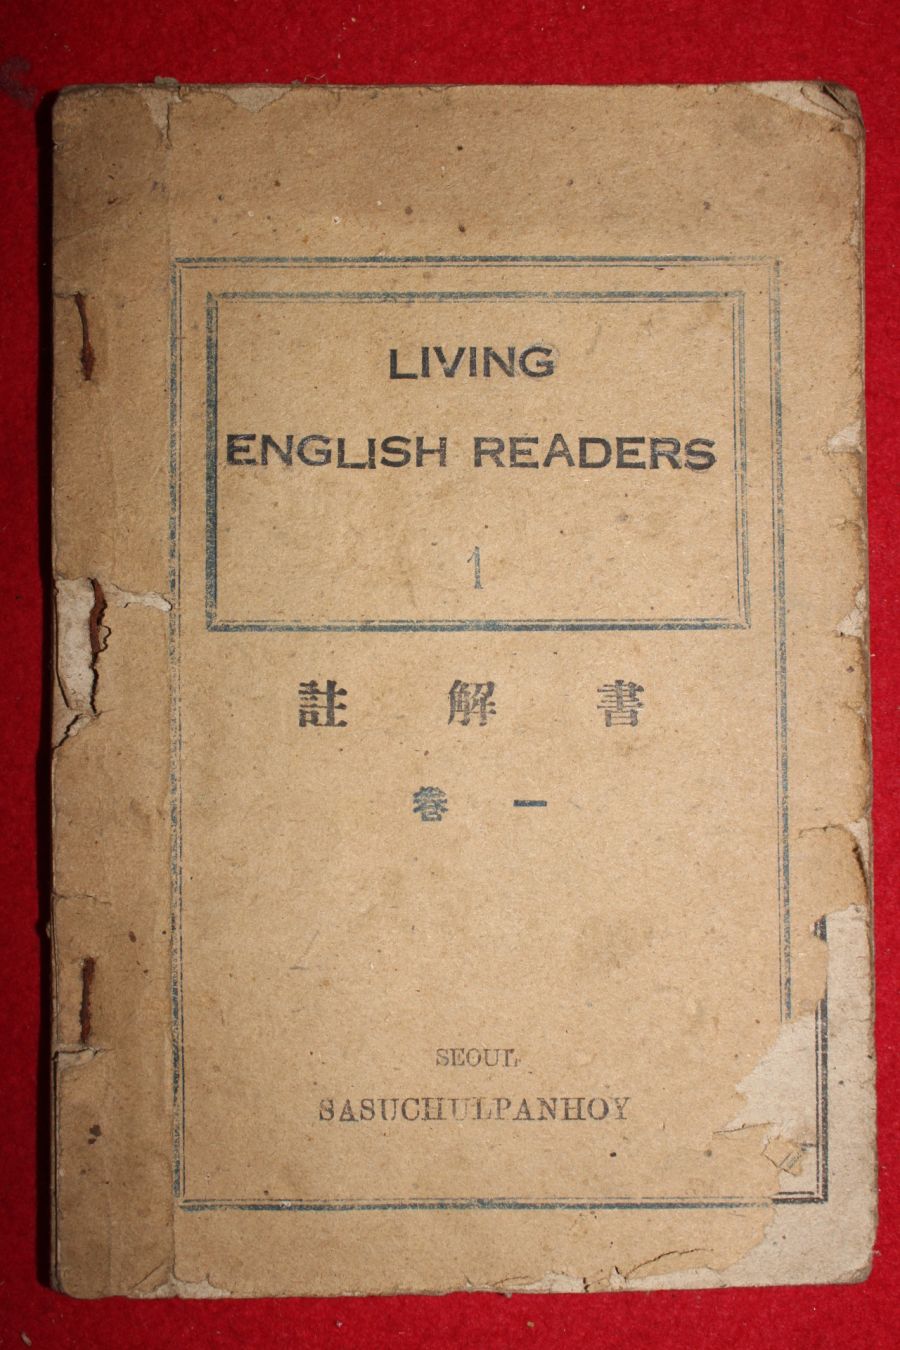 LIVING
ENGLISH READERS
1
註解書
卷一
SEOUL
SASUCHULPANHOY